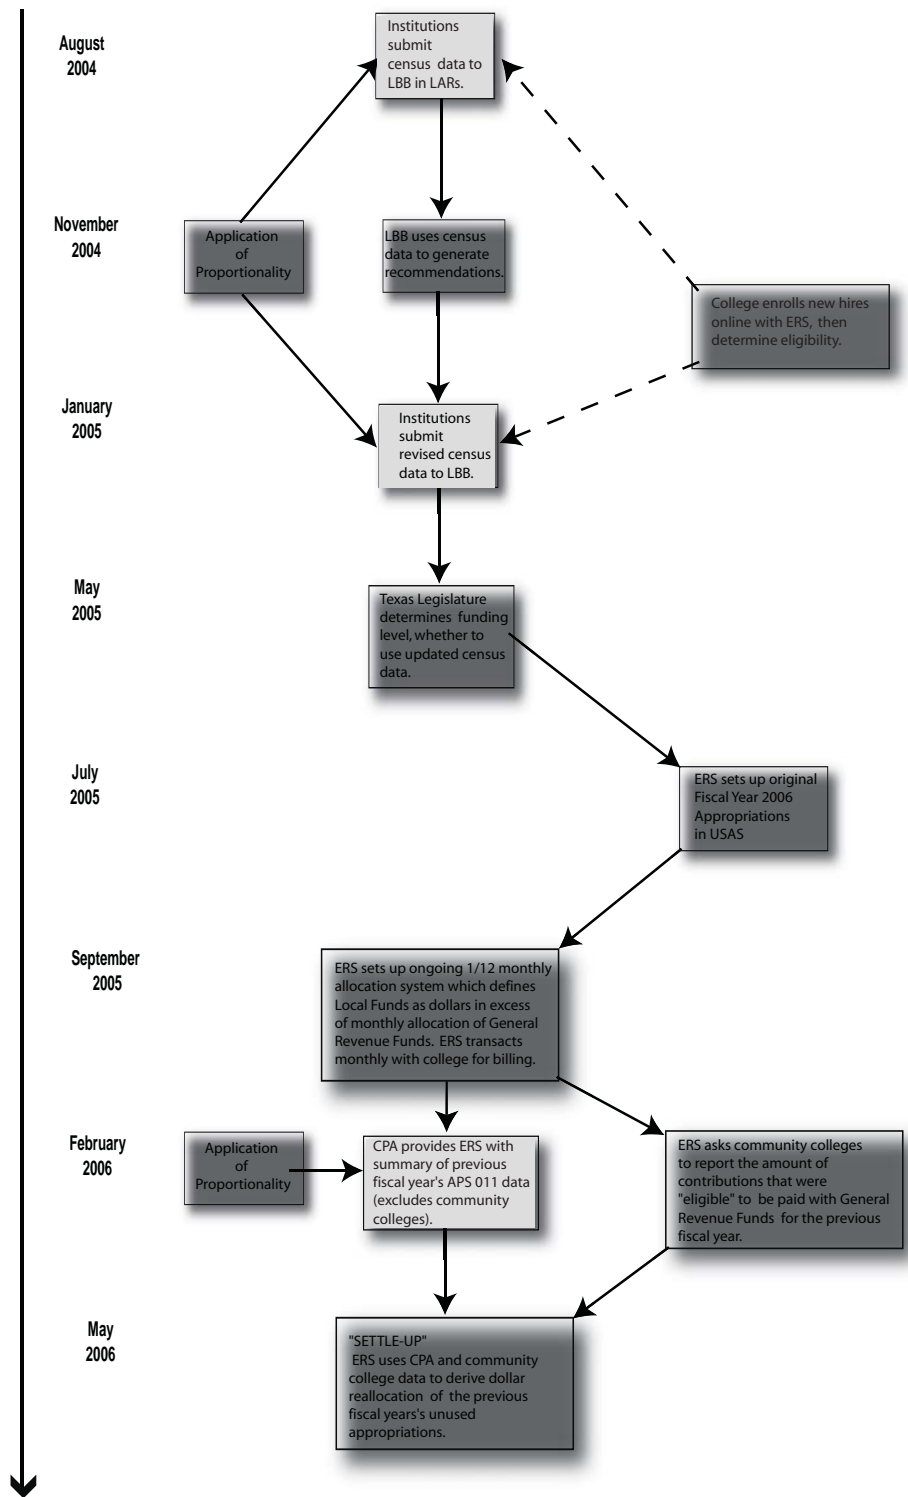 August
2004
Institutions
submit
census data to
LBB in LARs.
November
2004
Application
of
Proportionality
LBB uses census
data to generate
recommendations.
College enrolls new hires
online with ERS, then
determine eligibility.
January
2005
Institutions
submit
revised census
data to LBB.
May
2005
Texas Legislature
determines funding
level, whether to
use updated census
data.
July
2005
ERS sets up original
Fiscal Year 2006
Appropriations
in USAS
September
2005
ERS sets up ongoing 1/12 monthly
allocation system which defines
Local Funds as dollars in excess
of monthly allocation of General
Revenue Funds. ERS transacts
monthly with college for billing.
February
2006
Application
of
Proportionality
CPA provides ERS with
summary of previous
fiscal year's APS 011 data
(excludes community
colleges).
ERS asks community colleges
to report the amount of
contributions that were
"eligible" to be paid with General
Revenue Funds for the previous
fiscal year.
May
2006
"SETTLE-UP"
ERS uses CPA and community
college data to derive dollar
reallocation of the previous
fiscal years's unused
appropriations.